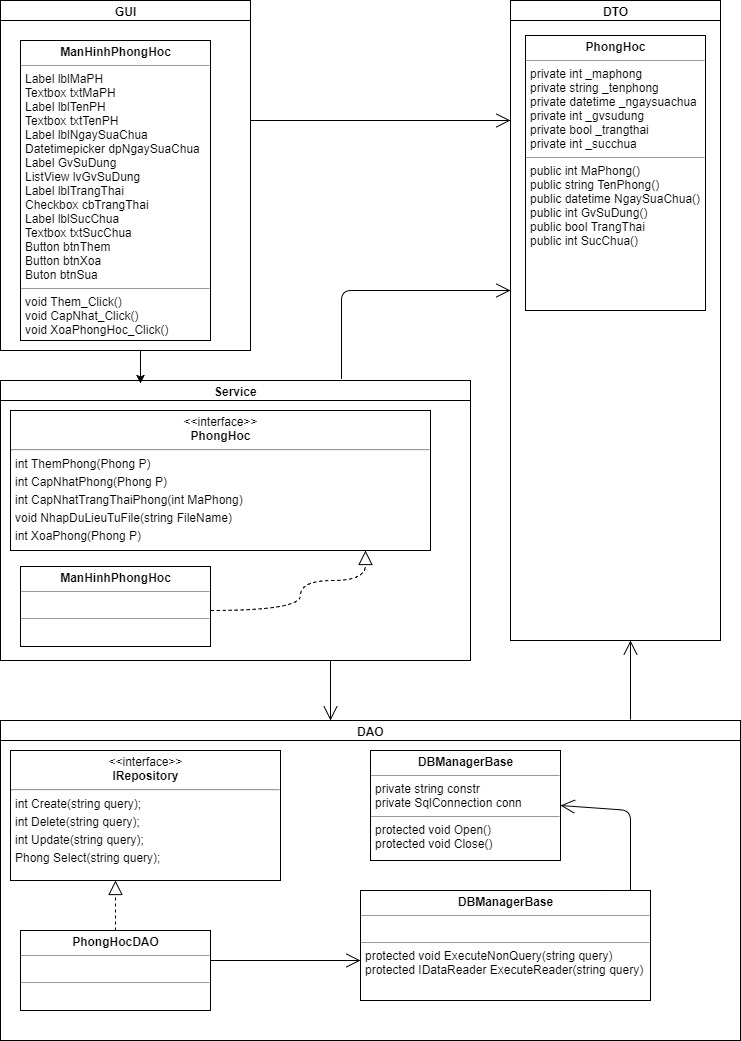 GUI
ManHinhPhongHoc
Label lblMaPH
Textbox txtMaPH
Label lblTenPH
Textbox txtTenPH
Label lblNgaySuaChua
Datetimepicker dpNgaySuaChua
Label GvSuDung
ListView lvGvSuDung
Label lblTrangThai
Checkbox cbTrangThai
Label lblSucChua
Textbox txtSucChua
Button btnThem
Button btnXoa
Buton btnSua
void Them_Click()
void CapNhat_Click()
void XoaPhongHoc_Click()
DTO
PhongHoc
private int _maphong
private string _tenphong
private datetime _ngaysuachua
private int _gvsudung
private bool _trangthai
private int _succhua
public int MaPhong()
public string TenPhong()
public datetime NgaySuaChua()
public int GvSuDung()
public bool TrangThai
public int SucChua()
Service
<<interface>>
PhongHoc
int ThemPhong(Phong P)
int CapNhatPhong(Phong P)
int CapNhatTrangThaiPhong(int MaPhong)
void NhapDuLieuTuFile(string FileName)
int XoaPhong(Phong P)
ManHinhPhongHoc
DAO
<<interface>>
IRepository
int Create(string query);
int Delete(string query);
int Update(string query);
Phong Select(string query);
DBManagerBase
private string constr
private SqlConnection conn
protected void Open()
protected void Close()
PhongHocDAO
DBManagerBase
protected void ExecuteNonQuery(string query)
protected IDataReader ExecuteReader(string query)